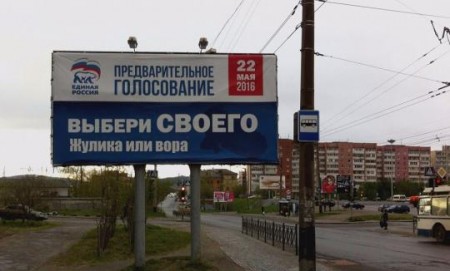 ЕДИНАЯ
РОССИЯ
ПРЕДВАРИТЕЛЬНОЕ
ГОЛОСОВАНИЕ
22
МАЯ
2016
ВЫБЕРИ СВОЕГО
Жулика или вора